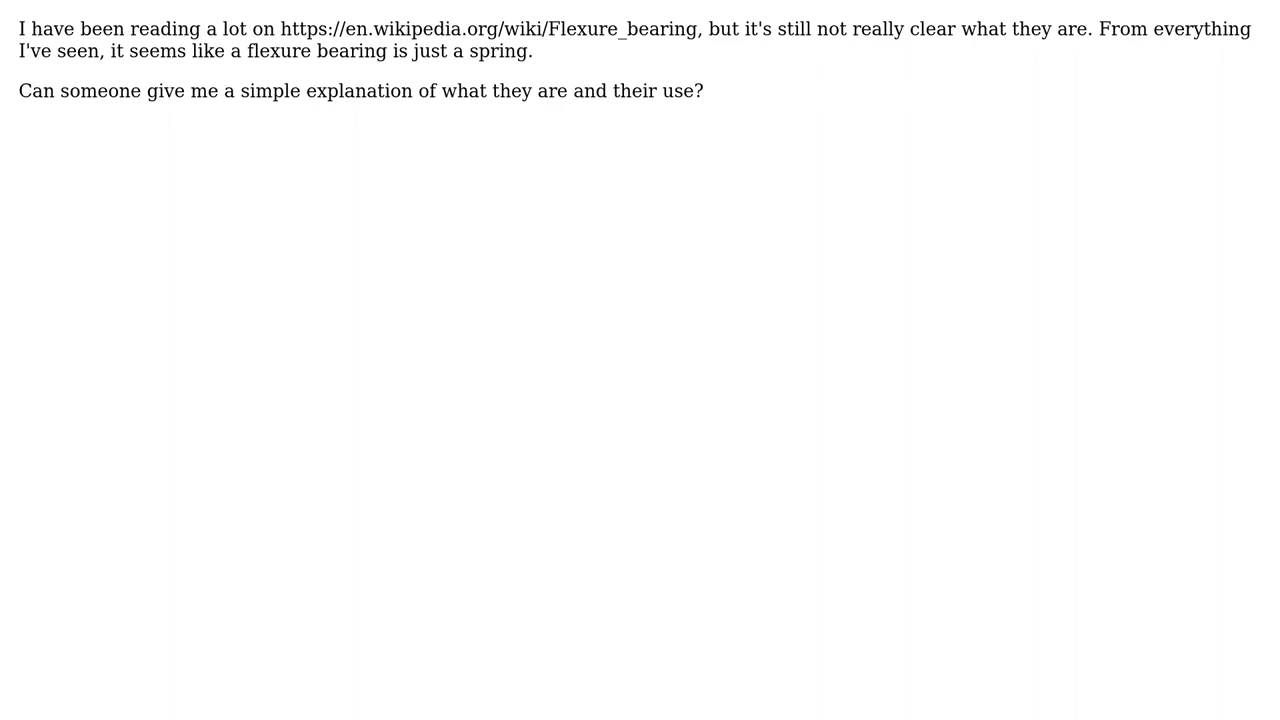 I have been reading a lot on https://en.wikipedia.org/wiki/Flexure_bearing, but it's still not really clear what they are. From everything
I've seen, it seems like a flexure bearing is just a spring.
Can someone give me a simple explanation of what they are and their use?